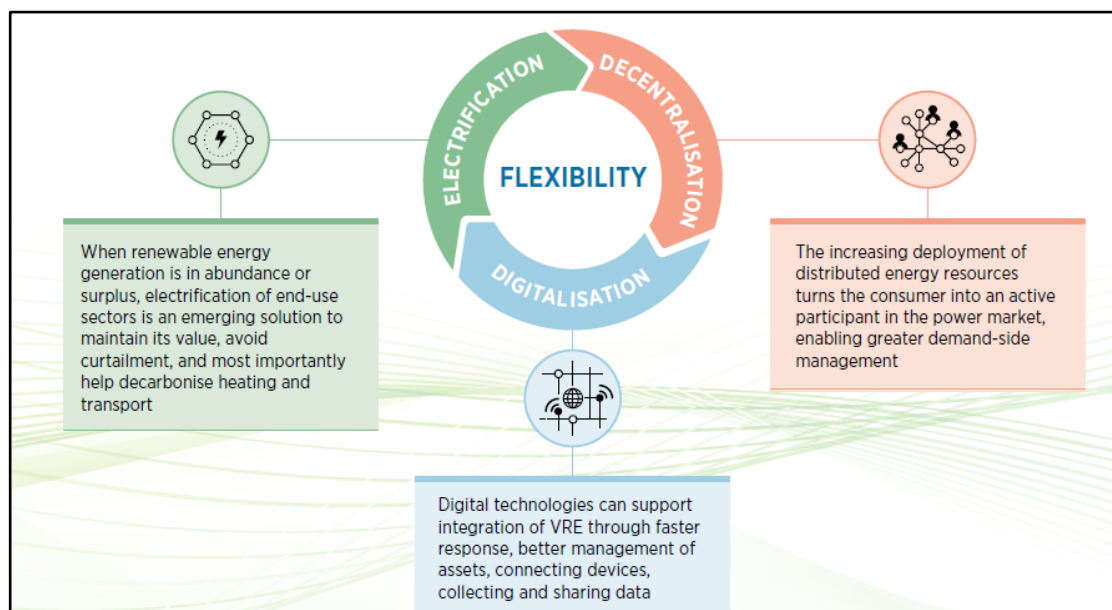 ELECTRIFICATION
DECENTRALISATION
FLEXIBILITY
DIGITALISATION
When renewable energy
generation is in abundance or
surplus, electrification of end-use
sectors is an emerging solution to
maintain its value, avoid
curtailment, and most importantly
help decarbonise heating and
transport
The increasing deployment of
distributed energy resources
turns the consumer into an active
participant in the power market,
enabling greater demand-side
management
Digital technologies can support
integration of VRE through faster
response, better management of
assets, connecting devices,
collecting and sharing data